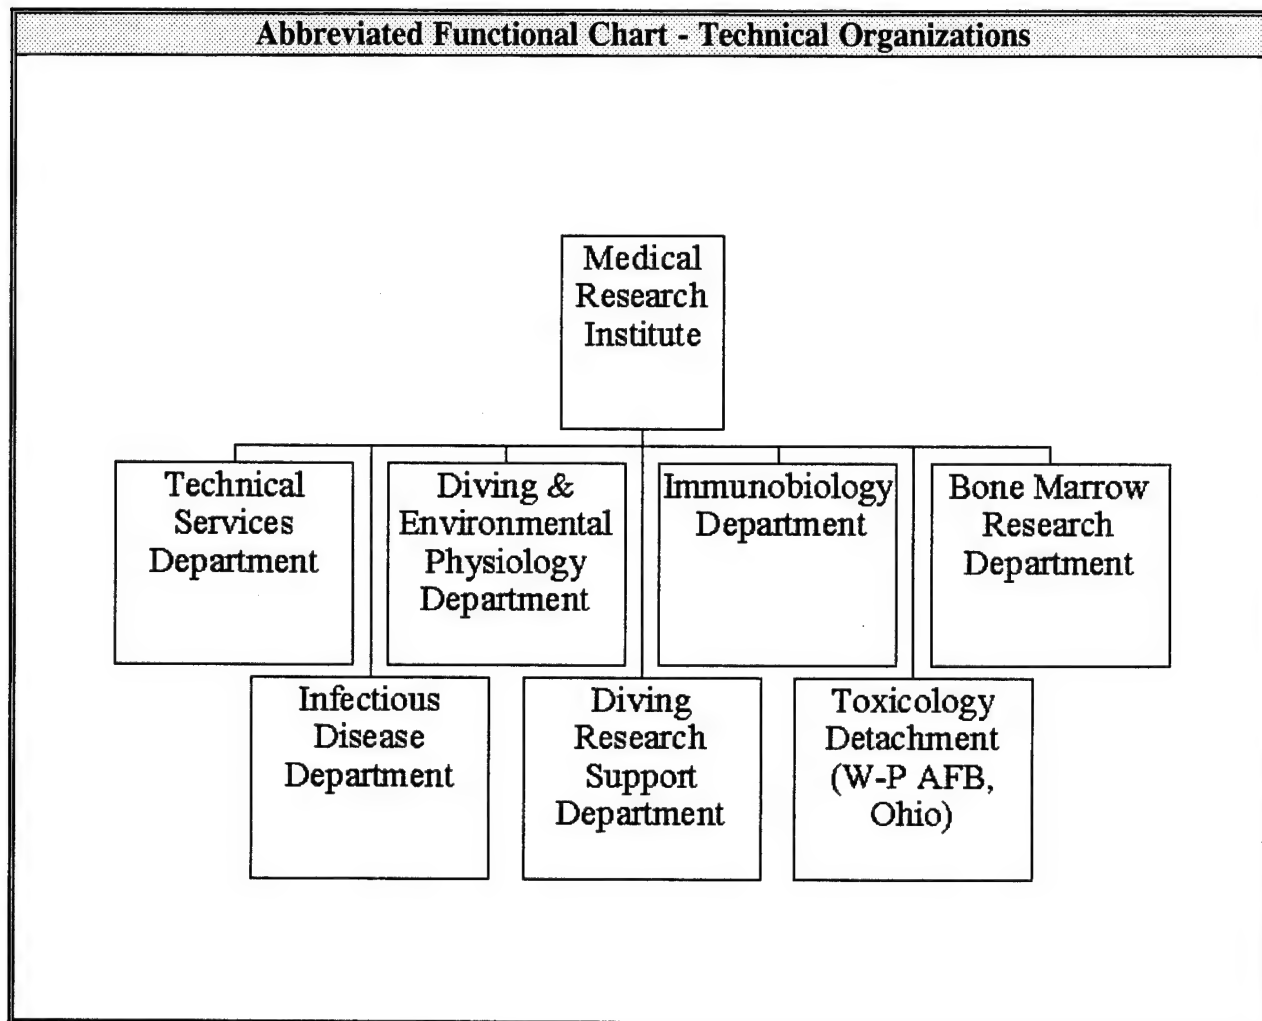 Abbreviated Functional Chart - Technical Organizations
Medical
Research
Institute
Technical
Services
Department
Diving &
Environmental
Physiology
Department
Immunobiology
Department
Bone Marrow
Research
Department
Infectious
Disease
Department
Diving
Research
Support
Department
Toxicology
Detachment
(W-P AFB,
Ohio)